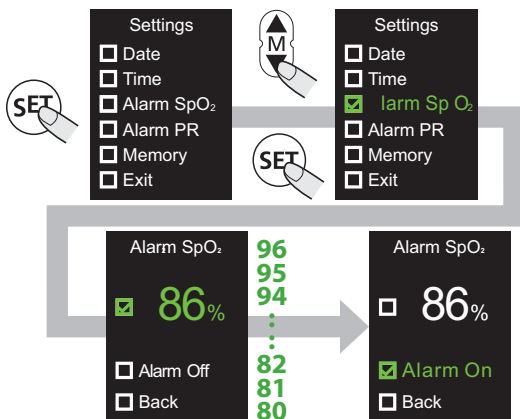 Settings
Date
Time
Alarm SpO₂
Alarm PR
Memory
Exit
SET
M
SET
Settings
Date
Time
larm Sp O₂
Alarm PR
Memory
Exit
Alarm SpO₂
86%
Alarm Off
Back
96
95
94
82
81
80
Alarm SpO₂
86%
Alarm On
Back